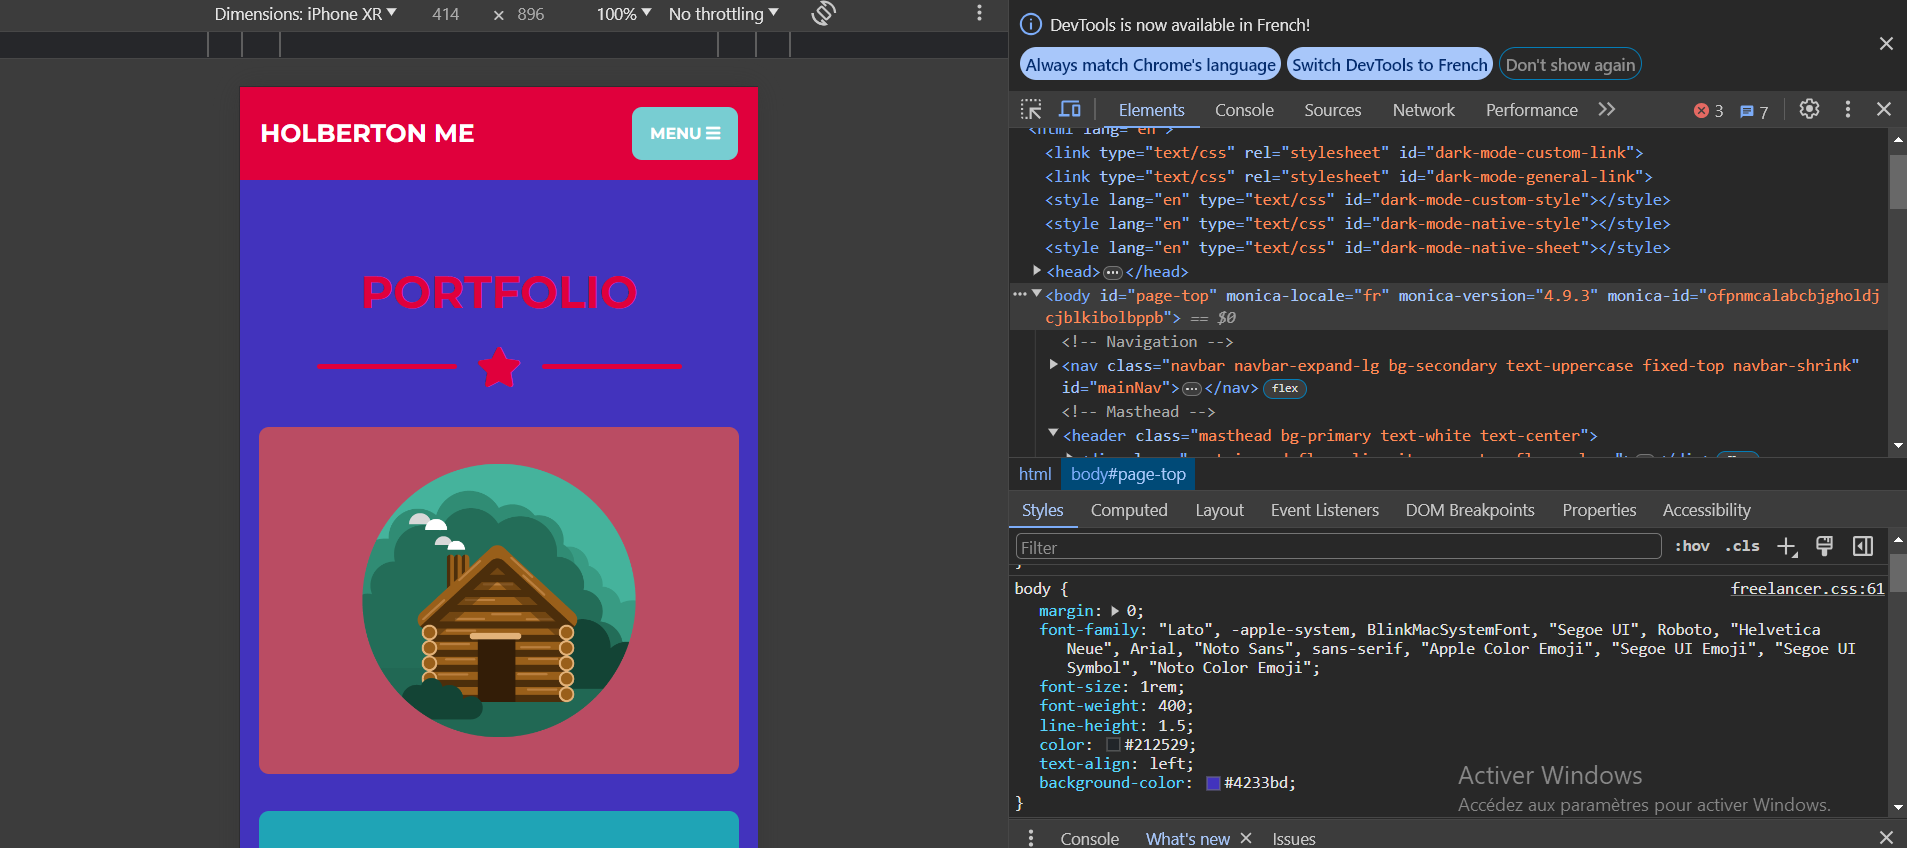 Dimensions: iPhone XR 414 × 896 100% No throttling
HOLBERTON ME
MENU
PORTFOLIO
DevTools is now available in French!
Always match Chrome's language Switch DevTools to French Don't show again
Elements Console Sources Network Performance 3 7
<html lang="en">
<link type="text/css" rel="stylesheet" id="dark-mode-custom-link">
<link type="text/css" rel="stylesheet" id="dark-mode-general-link">
<style lang="en" type="text/css" id="dark-mode-custom-style"></style>
<style lang="en" type="text/css" id="dark-mode-native-style"></style>
<style lang="en" type="text/css" id="dark-mode-native-sheet"></style>
<head>…</head>
<body id="page-top" monica-locale="fr" monica-version="4.9.3" monica-id="ofpnmcalabcbjgholdj
cjblkibolbppb"> == $0
<!-- Navigation -->
<nav class="navbar navbar-expand-lg bg-secondary text-uppercase fixed-top navbar-shrink"
id="mainNav">…</nav> flex
<!-- Masthead -->
<header class="masthead bg-primary text-white text-center">
html body#page-top
Styles Computed Layout Event Listeners DOM Breakpoints Properties Accessibility
Filter :hov .cls
}
body { freelancer.css:61
margin: 0;
font-family: "Lato", -apple-system, BlinkMacSystemFont, "Segoe UI", Roboto, "Helvetica
Neue", Arial, "Noto Sans", sans-serif, "Apple Color Emoji", "Segoe UI Emoji", "Segoe UI
Symbol", "Noto Color Emoji";
font-size: 1rem;
font-weight: 400;
line-height: 1.5;
color: #212529;
text-align: left;
background-color: #4233bd;
}
Activer Windows
Accédez aux paramètres pour activer Windows.
Console What's new Issues